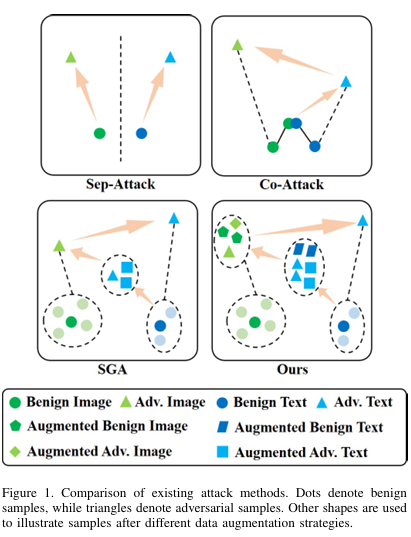 Sep-Attack
Co-Attack
SGA
Ours
Benign Image Adv. Image Benign Text Adv. Text
Augmented Benign Image Augmented Benign Text
Augmented Adv. Image Augmented Adv. Text
Figure 1. Comparison of existing attack methods. Dots denote benign
samples, while triangles denote adversarial samples. Other shapes are used
to illustrate samples after different data augmentation strategies.